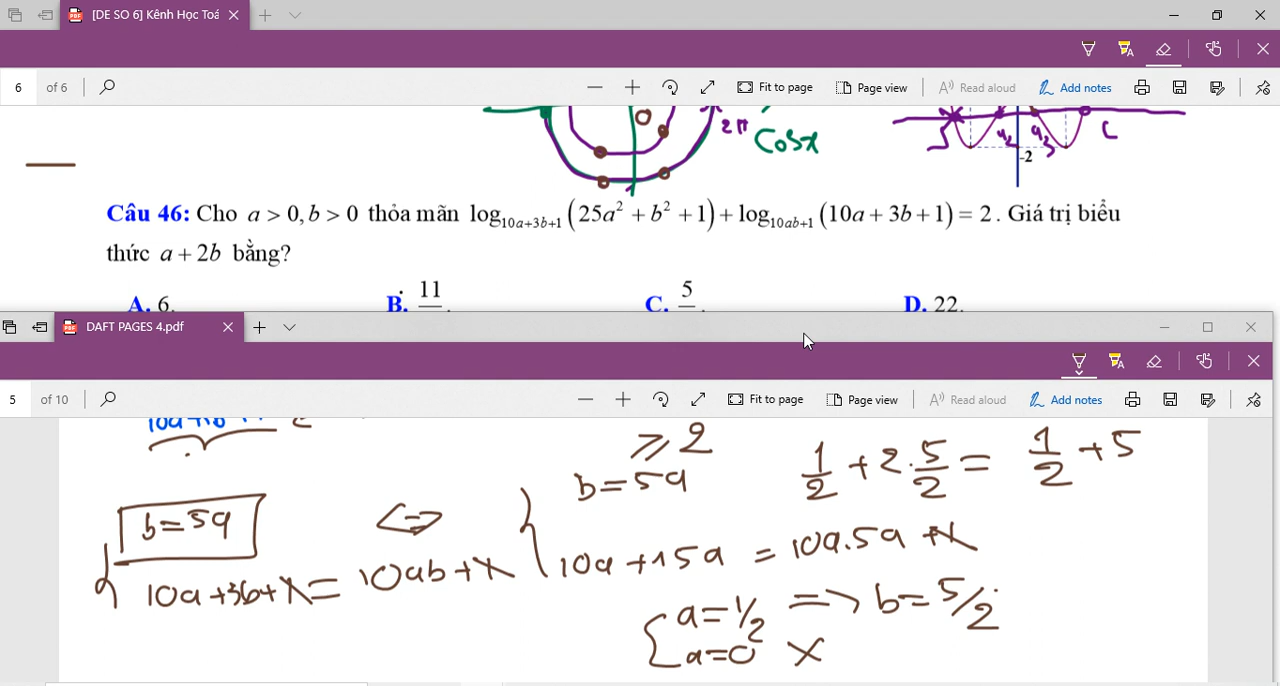 [DE SO 6] Kênh Học Toá
6 of 6
Fit to page Page view Read aloud Add notes
O
2π
Cosx
-2
Câu 46: Cho a > 0, b > 0 thỏa mãn log_{10a+3b+1}(25a² + b² + 1) + log_{10ab+1}(10a + 3b + 1) = 2. Giá trị biểu
thức a + 2b bằng?
A. 6. B. 11 C. 5 D. 22.
DAFT PAGES 4.pdf
5 of 10
Fit to page Page view Read aloud Add notes
≥ 2
b = 5a
1/2 + 2.5/2 = 1/2 + 5
b = 5a
⇔
10a + 3b + 1 = 10ab + 1
10a + 15a = 10a.5a + 1
a = 1/2 => b = 5/2
a = 0 X